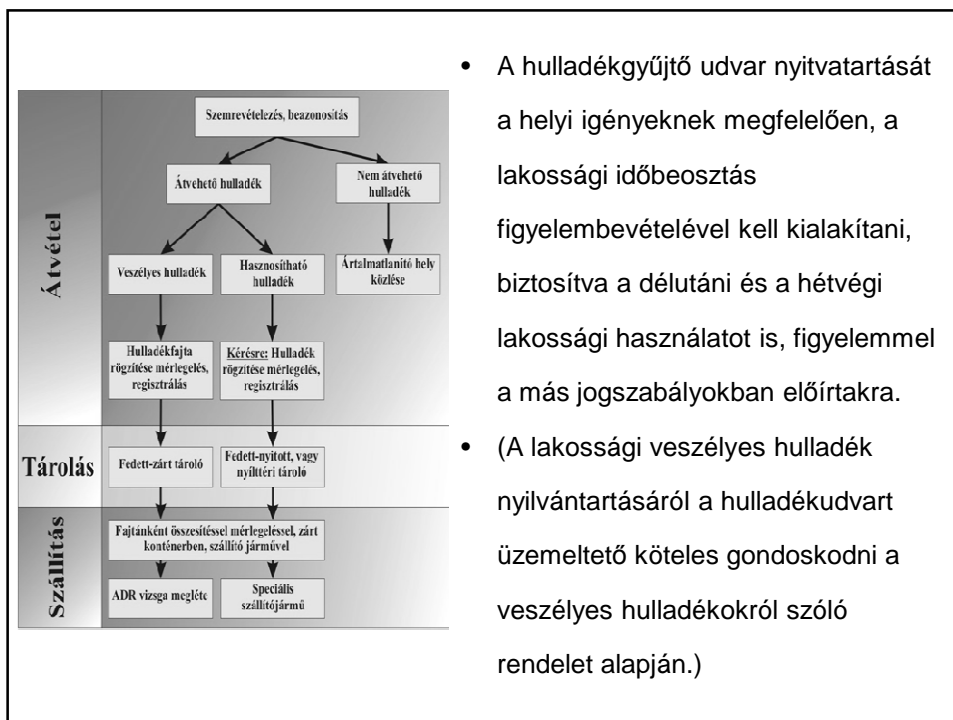 Átvétel
Szemrevételezés, beazonosítás
Átvehető hulladék
Nem átvehető
hulladék
Veszélyes hulladék
Hasznosítható
hulladék
Ártalmatlanító hely
közlése
Hulladékfajta
rögzítése mérlegelés,
regisztrálás
Kérésre: Hulladék
rögzítése mérlegelés,
regisztrálás
Tárolás
Fedett-zárt tároló
Fedett-nyitott, vagy
nyílttéri tároló
Szállítás
Fajtánként összesítéssel mérlegeléssel, zárt
konténerben, szállító járművel
ADR vizsga megléte
Speciális
szállítójármű
• A hulladékgyűjtő udvar nyitvatartását
a helyi igényeknek megfelelően, a
lakossági időbeosztás
figyelembevételével kell kialakítani,
biztosítva a délutáni és a hétvégi
lakossági használatot is, figyelemmel
a más jogszabályokban előírtakra.
• (A lakossági veszélyes hulladék
nyilvántartásáról a hulladékudvart
üzemeltető köteles gondoskodni a
veszélyes hulladékokról szóló
rendelet alapján.)